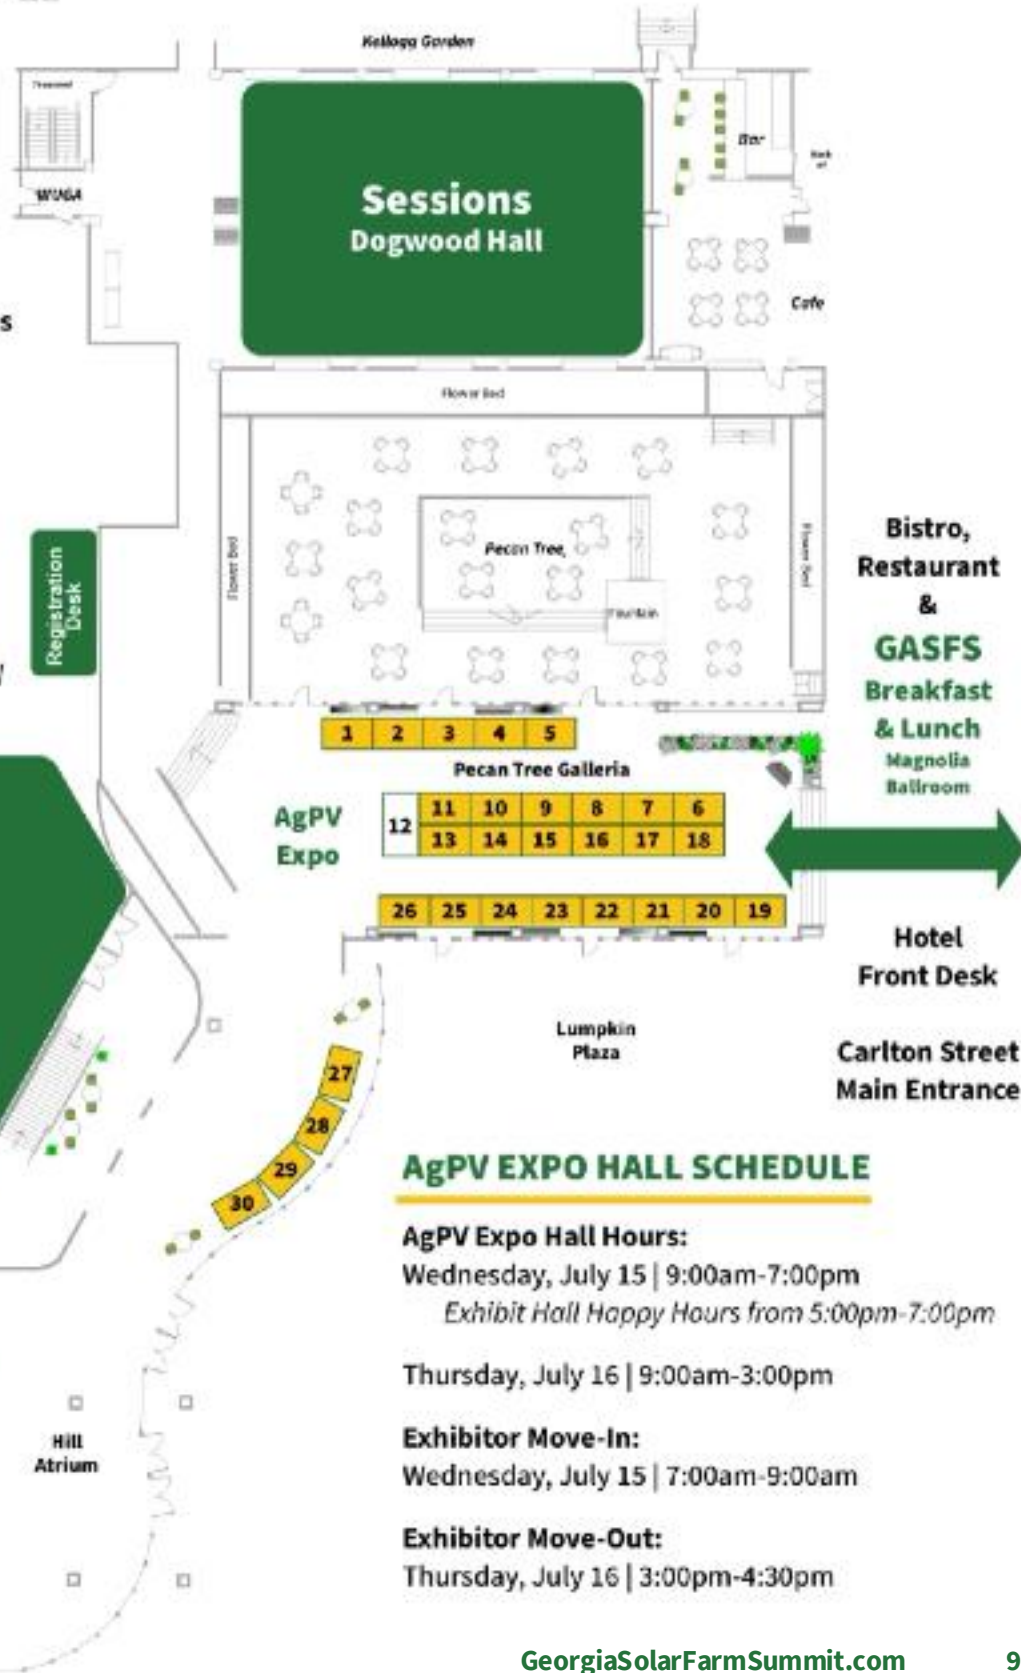 Kellogg Garden
WUGA
Bar
Sessions
Dogwood Hall
Cafe
s
Flower Bed
Flower Bed
Pecan Tree
Fountain
Flower Bed
Registration
Desk
Bistro,
Restaurant
&
GASFS
Breakfast
& Lunch
Magnolia
Ballroom
1 2 3 4 5
Pecan Tree Galleria
AgPV
Expo
12
11 10 9 8 7 6
13 14 15 16 17 18
26 25 24 23 22 21 20 19
Hotel
Front Desk
Carlton Street
Main Entrance
Lumpkin
Plaza
27
28
29
30
AgPV EXPO HALL SCHEDULE
AgPV Expo Hall Hours:
Wednesday, July 15 | 9:00am-7:00pm
Exhibit Hall Happy Hours from 5:00pm-7:00pm
Thursday, July 16 | 9:00am-3:00pm
Exhibitor Move-In:
Wednesday, July 15 | 7:00am-9:00am
Exhibitor Move-Out:
Thursday, July 16 | 3:00pm-4:30pm
Hill
Atrium
GeorgiaSolarFarmSummit.com 9